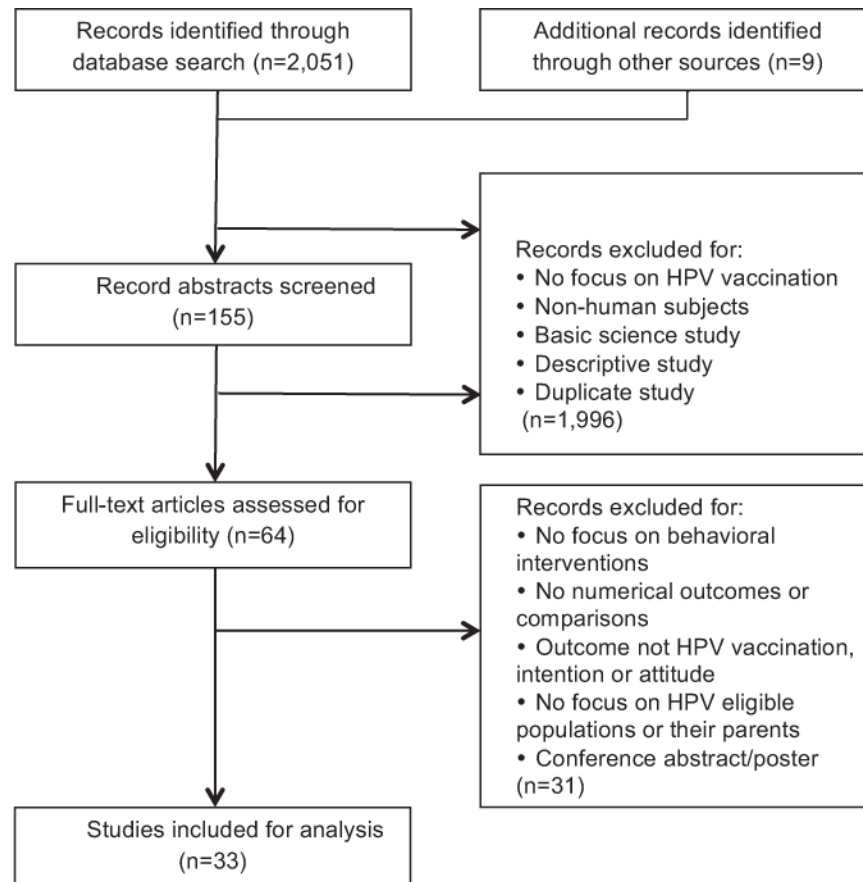 Records identified through
database search (n=2,051)
Additional records identified
through other sources (n=9)
Records excluded for:
• No focus on HPV vaccination
• Non-human subjects
• Basic science study
• Descriptive study
• Duplicate study
(n=1,996)
Record abstracts screened
(n=155)
Full-text articles assessed for
eligibility (n=64)
Records excluded for:
• No focus on behavioral
interventions
• No numerical outcomes or
comparisons
• Outcome not HPV vaccination,
intention or attitude
• No focus on HPV eligible
populations or their parents
• Conference abstract/poster
(n=31)
Studies included for analysis
(n=33)